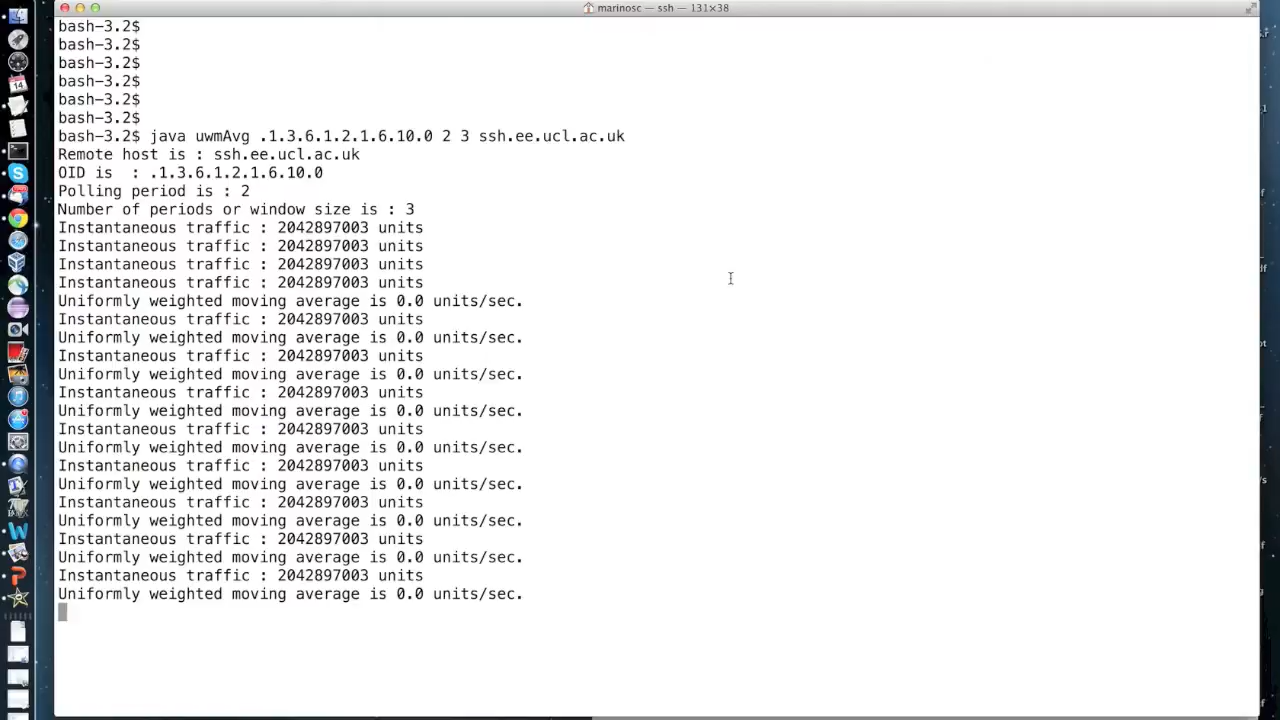 marinosc — ssh — 131×38
bash-3.2$
bash-3.2$
bash-3.2$
bash-3.2$
bash-3.2$
bash-3.2$
bash-3.2$ java uwmAvg .1.3.6.1.2.1.6.10.0 2 3 ssh.ee.ucl.ac.uk
Remote host is : ssh.ee.ucl.ac.uk
OID is  : .1.3.6.1.2.1.6.10.0
Polling period is : 2
Number of periods or window size is : 3
Instantaneous traffic : 2042897003 units
Instantaneous traffic : 2042897003 units
Instantaneous traffic : 2042897003 units
Instantaneous traffic : 2042897003 units
Uniformly weighted moving average is 0.0 units/sec.
Instantaneous traffic : 2042897003 units
Uniformly weighted moving average is 0.0 units/sec.
Instantaneous traffic : 2042897003 units
Uniformly weighted moving average is 0.0 units/sec.
Instantaneous traffic : 2042897003 units
Uniformly weighted moving average is 0.0 units/sec.
Instantaneous traffic : 2042897003 units
Uniformly weighted moving average is 0.0 units/sec.
Instantaneous traffic : 2042897003 units
Uniformly weighted moving average is 0.0 units/sec.
Instantaneous traffic : 2042897003 units
Uniformly weighted moving average is 0.0 units/sec.
Instantaneous traffic : 2042897003 units
Uniformly weighted moving average is 0.0 units/sec.
Instantaneous traffic : 2042897003 units
Uniformly weighted moving average is 0.0 units/sec.
14